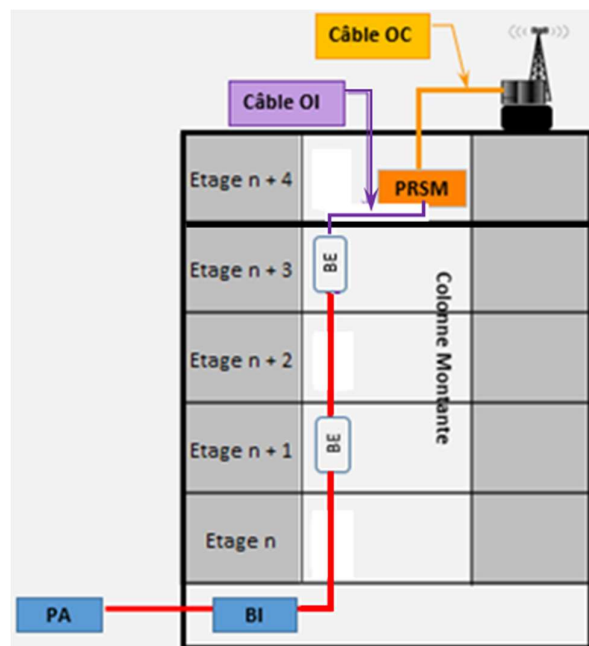 Câble OC
Câble OI
Etage n + 4
PRSM
Etage n + 3
BE
Colonne Montante
Etage n + 2
Etage n + 1
BE
Etage n
PA
BI